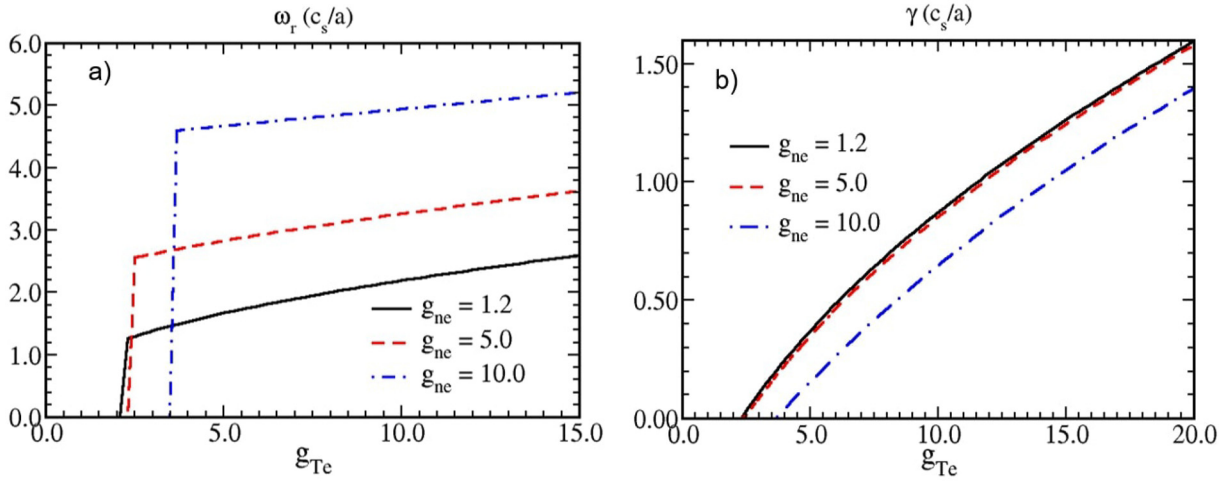 ω_r (c_s/a)
a)
6.0
5.0
4.0
3.0
2.0
1.0
0.0
g_ne = 1.2
g_ne = 5.0
g_ne = 10.0
0.0 5.0 10.0 15.0
g_Te
γ (c_s/a)
b)
1.50
1.00
0.50
0.00
g_ne = 1.2
g_ne = 5.0
g_ne = 10.0
0.0 5.0 10.0 15.0 20.0
g_Te